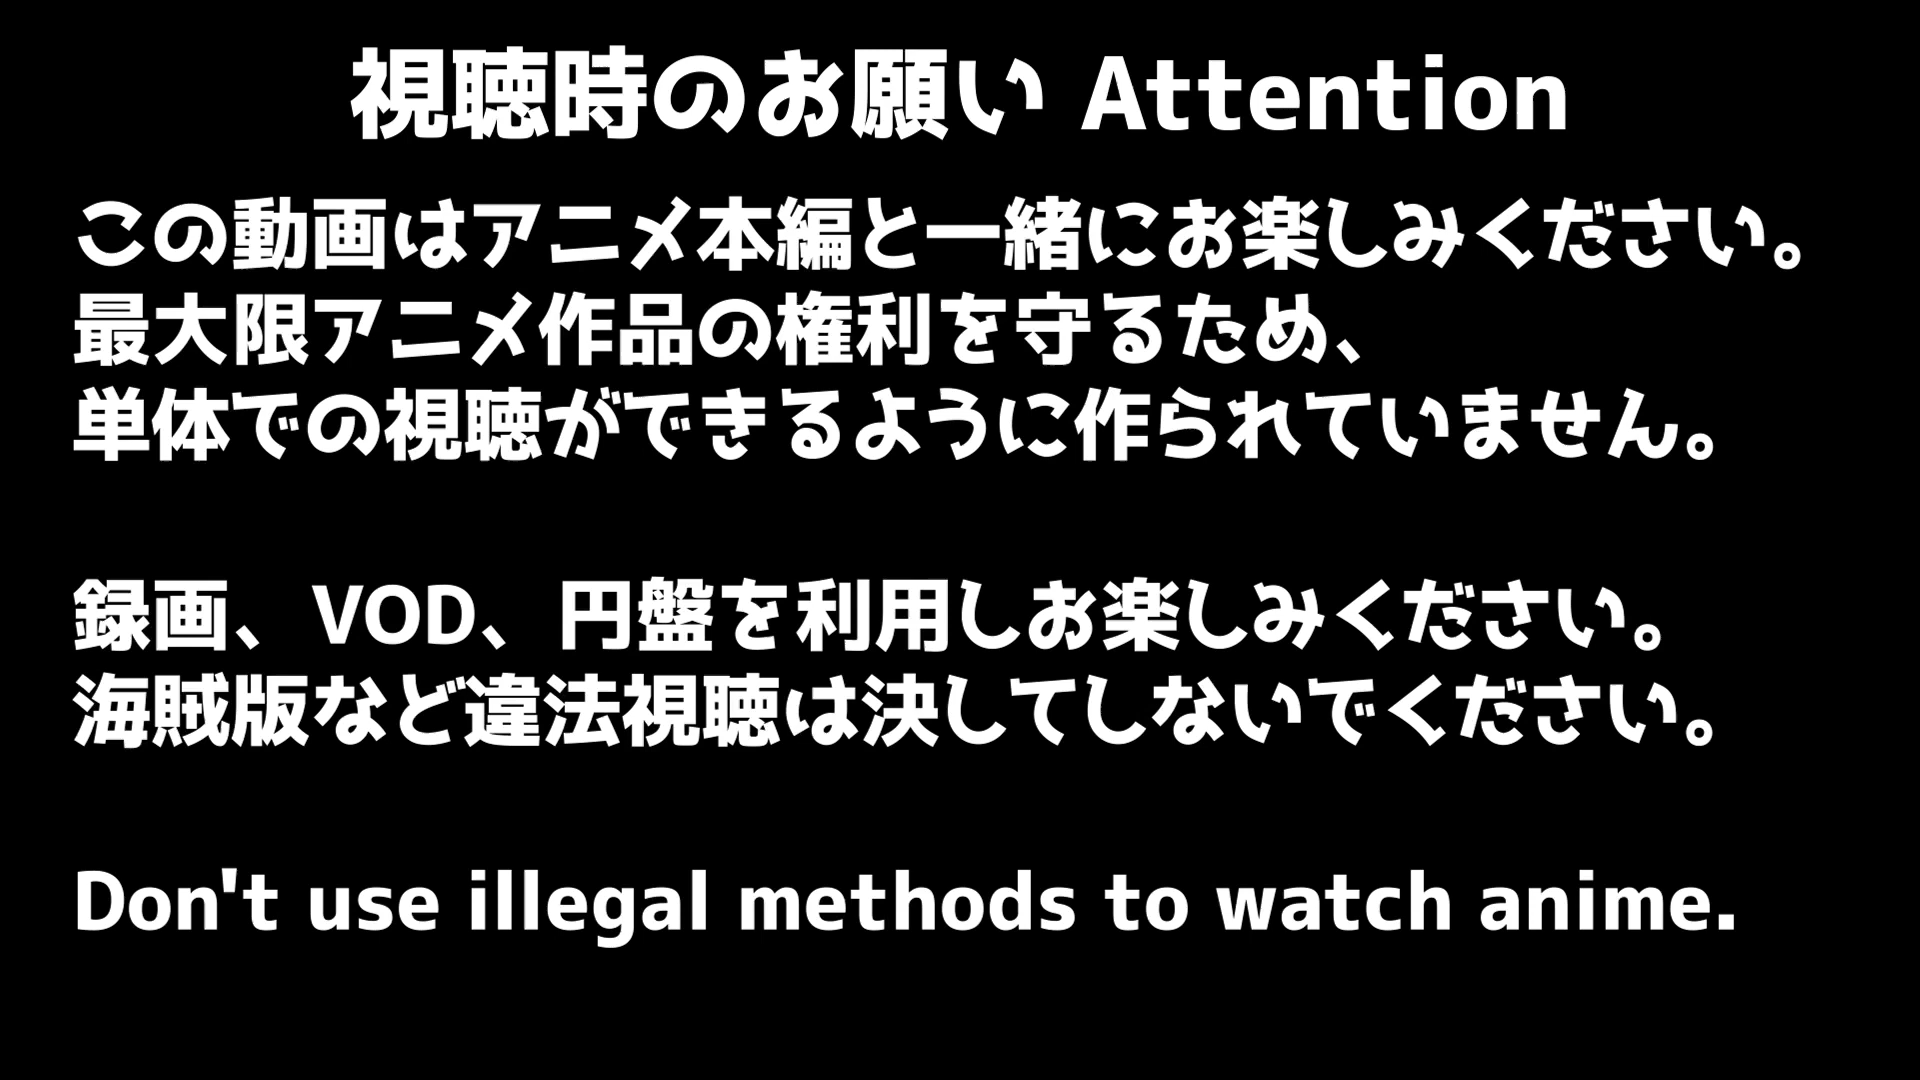 視聴時のお願い Attention
この動画はアニメ本編と一緒にお楽しみください。
最大限アニメ作品の権利を守るため、
単体での視聴ができるように作られていません。
録画、VOD、円盤を利用しお楽しみください。
海賊版など違法視聴は決してしないでください。
Don't use illegal methods to watch anime.